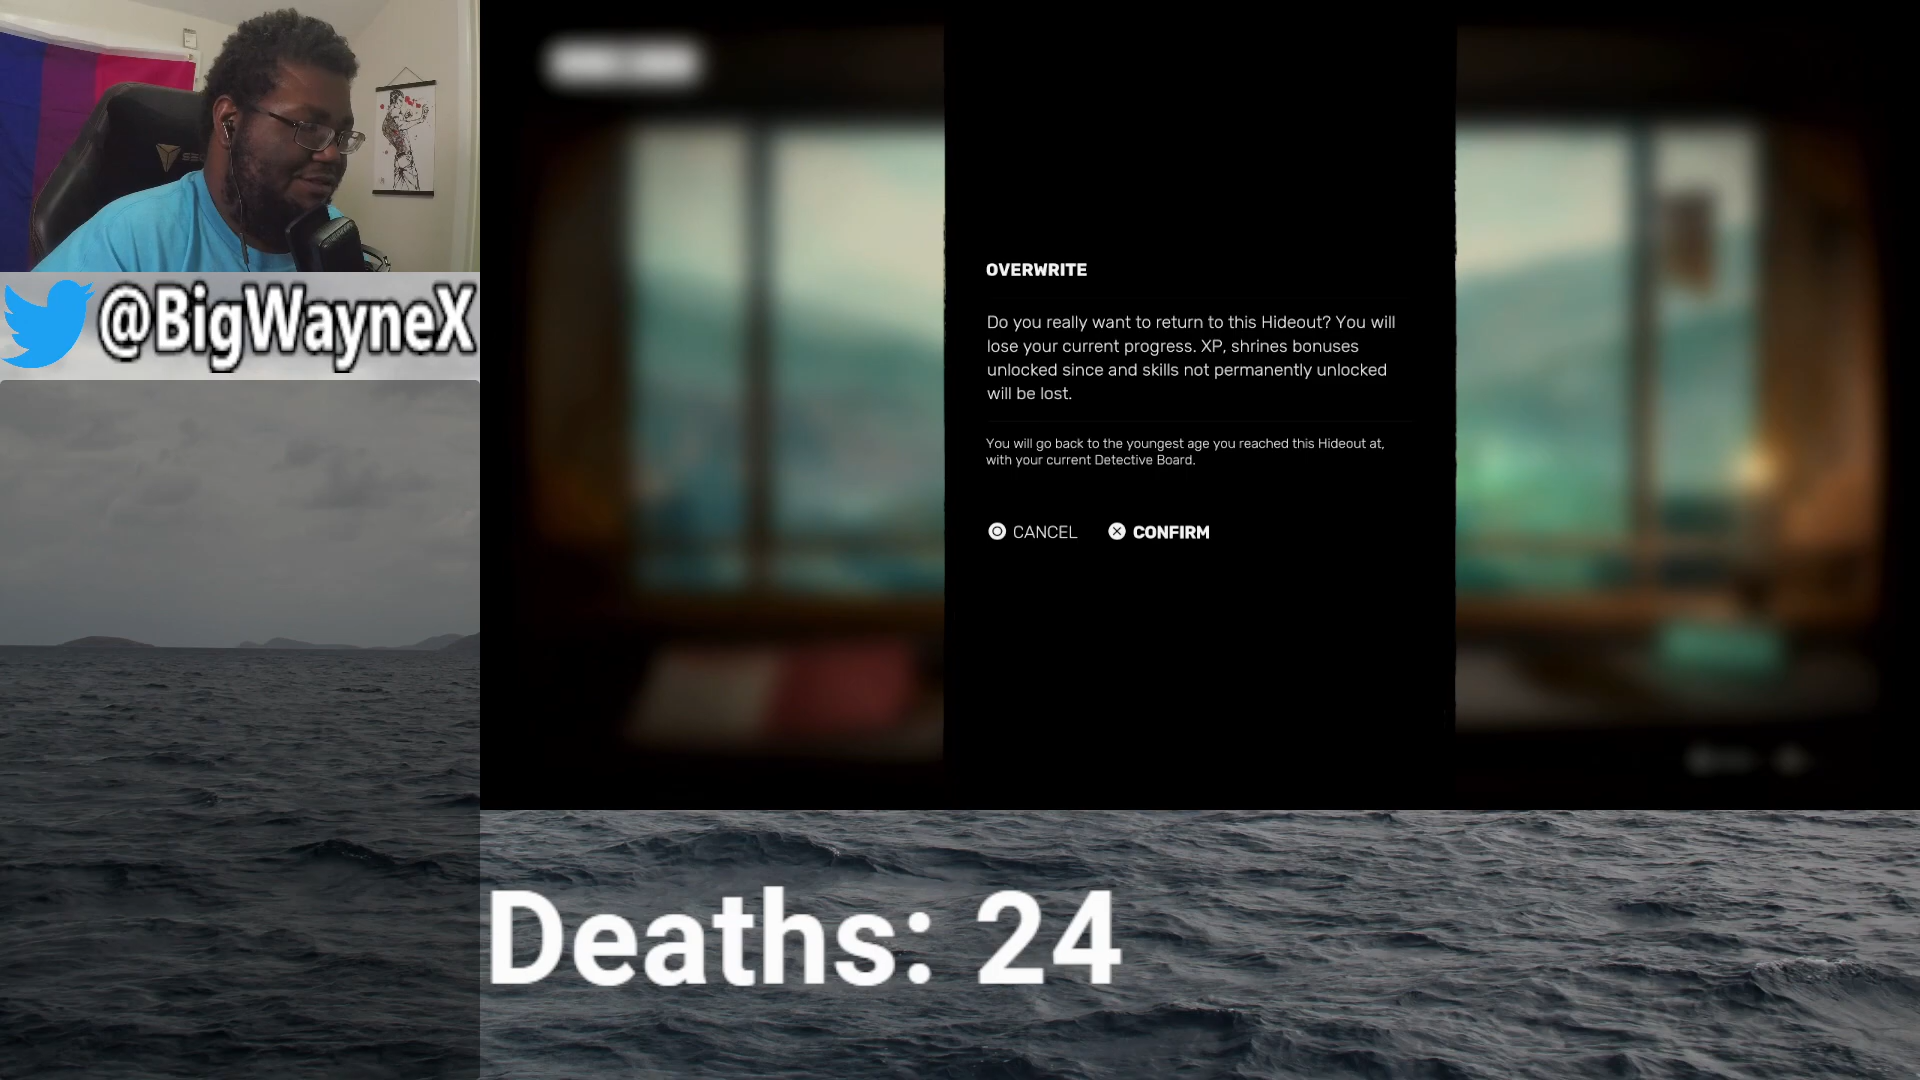 @BigWayneX
OVERWRITE
Do you really want to return to this Hideout? You will
lose your current progress. XP, shrines bonuses
unlocked since and skills not permanently unlocked
will be lost.
You will go back to the youngest age you reached this Hideout at,
with your current Detective Board.
CANCEL CONFIRM
Deaths: 24